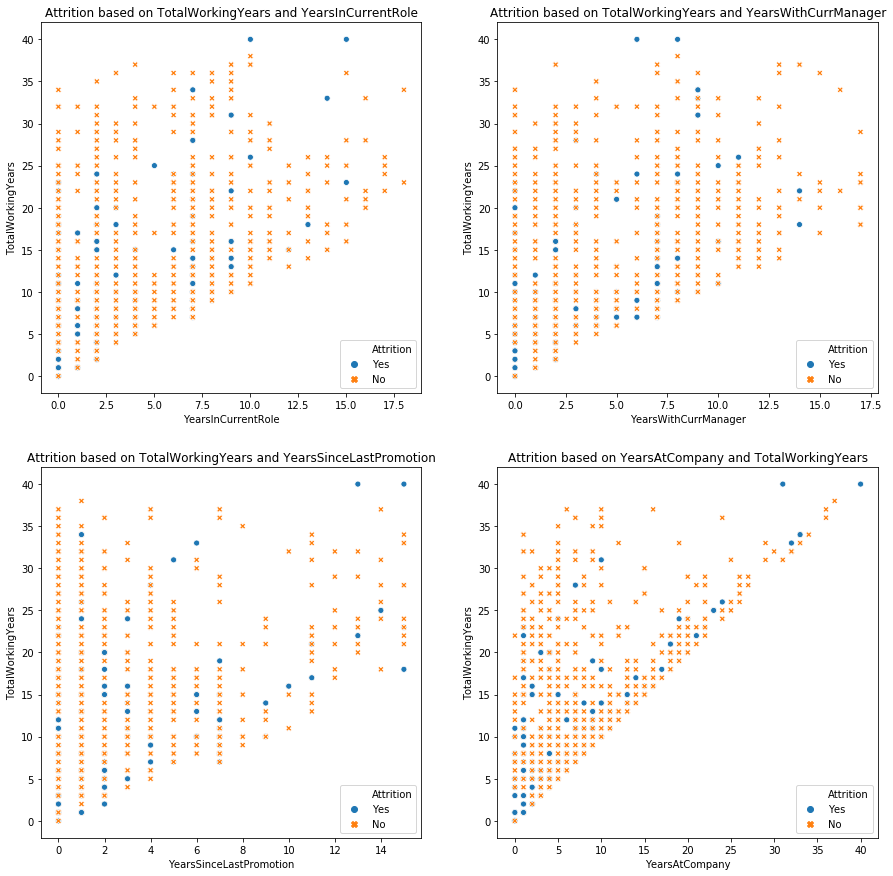 Attrition based on TotalWorkingYears and YearsInCurrentRole
40
35
30
25
20
15
10
5
0
TotalWorkingYears
0.0 2.5 5.0 7.5 10.0 12.5 15.0 17.5
YearsInCurrentRole
Attrition
Yes
No
Attrition based on TotalWorkingYears and YearsWithCurrManager
40
35
30
25
20
15
10
5
0
TotalWorkingYears
0.0 2.5 5.0 7.5 10.0 12.5 15.0 17.5
YearsWithCurrManager
Attrition
Yes
No
Attrition based on TotalWorkingYears and YearsSinceLastPromotion
40
35
30
25
20
15
10
5
0
TotalWorkingYears
0 2 4 6 8 10 12 14
YearsSinceLastPromotion
Attrition
Yes
No
Attrition based on YearsAtCompany and TotalWorkingYears
40
35
30
25
20
15
10
5
0
TotalWorkingYears
0 5 10 15 20 25 30 35 40
YearsAtCompany
Attrition
Yes
No